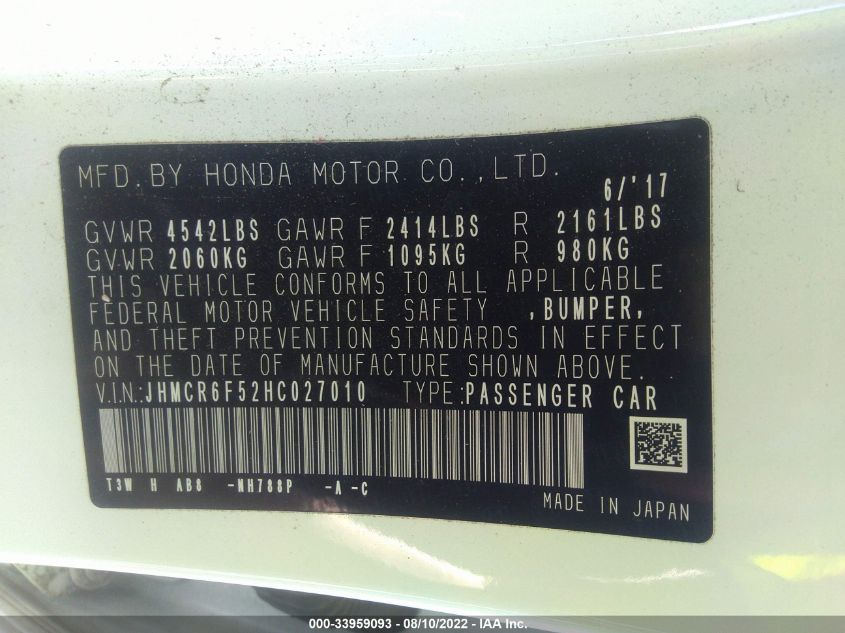 MFD. BY HONDA MOTOR CO., LTD. 6/'17
GVWR 4542LBS GAWR F 2414LBS R 2161LBS
GVWR 2060KG GAWR F 1095KG R 980KG
THIS VEHICLE CONFORMS TO ALL APPLICABLE
FEDERAL MOTOR VEHICLE SAFETY , BUMPER,
AND THEFT PREVENTION STANDARDS IN EFFECT
ON THE DATE OF MANUFACTURE SHOWN ABOVE.
V.I.N.:JHMCR6F52HC027010 TYPE:PASSENGER CAR
T3W H AB8 -NH788P -A -C
MADE IN JAPAN
000-33959093 - 08/10/2022 - IAA Inc.